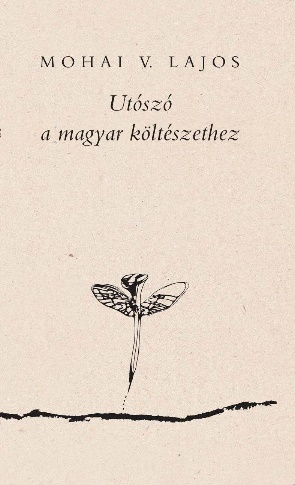 MOHAI V. LAJOS
Utószó
a magyar költészethez